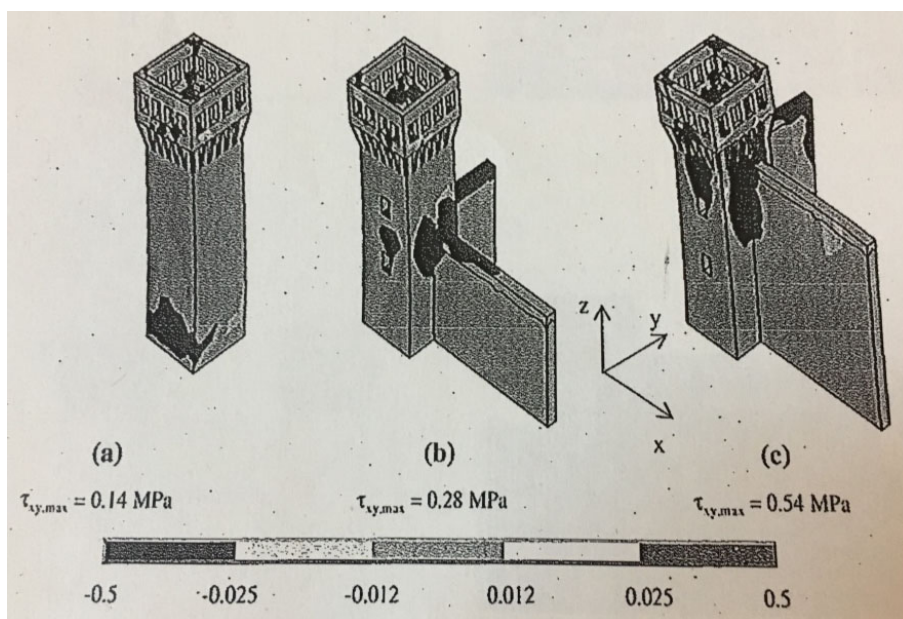 z
y
x
(a) (b) (c)
τxy,max = 0.14 MPa τxy,max = 0.28 MPa τxy,max = 0.54 MPa
-0.5 -0.025 -0.012 0.012 0.025 0.5